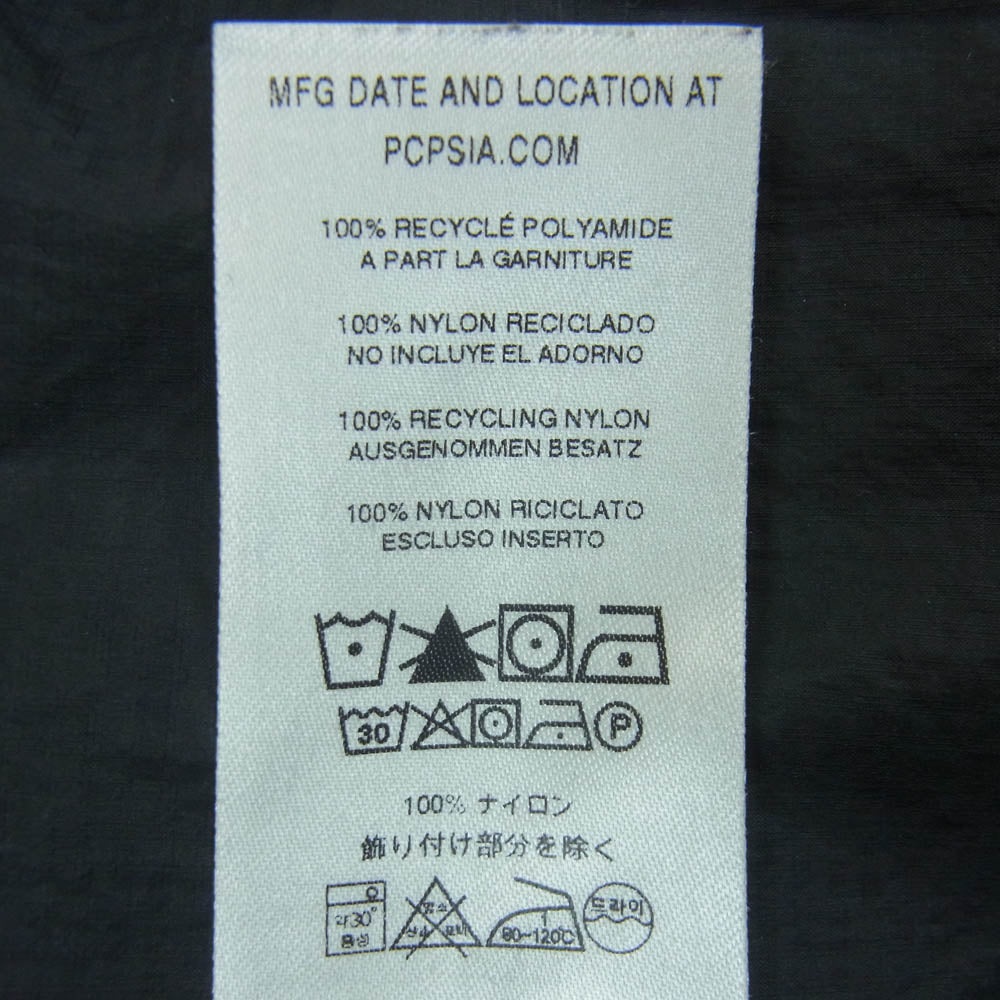 MFG DATE AND LOCATION AT
PCPSIA.COM
100% RECYCLÉ POLYAMIDE
A PART LA GARNITURE
100% NYLON RECICLADO
NO INCLUYE EL ADORNO
100% RECYCLING NYLON
AUSGENOMMEN BESATZ
100% NYLON RICICLATO
ESCLUSO INSERTO
30 P
100% ナイロン
飾り付け部分を除く
약30° 80~120℃ 드라이
중성